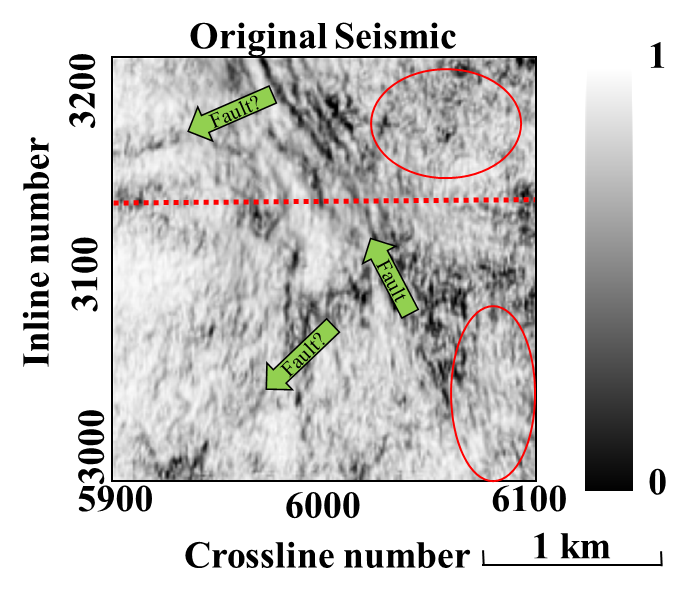 Original Seismic
1
3200
Fault?
Inline number
3100
Fault
Fault?
3000
0
5900
6000
6100
Crossline number
1 km